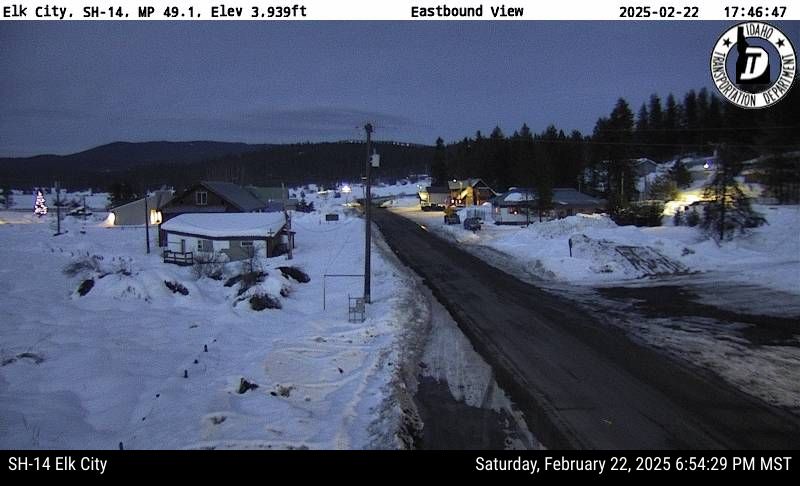 Elk City, SH-14, MP 49.1, Elev 3,939ft Eastbound View 2025-02-22 17:46:47
IDAHO
TRANSPORTATION DEPARTMENT
SH-14 Elk City Saturday, February 22, 2025 6:54:29 PM MST